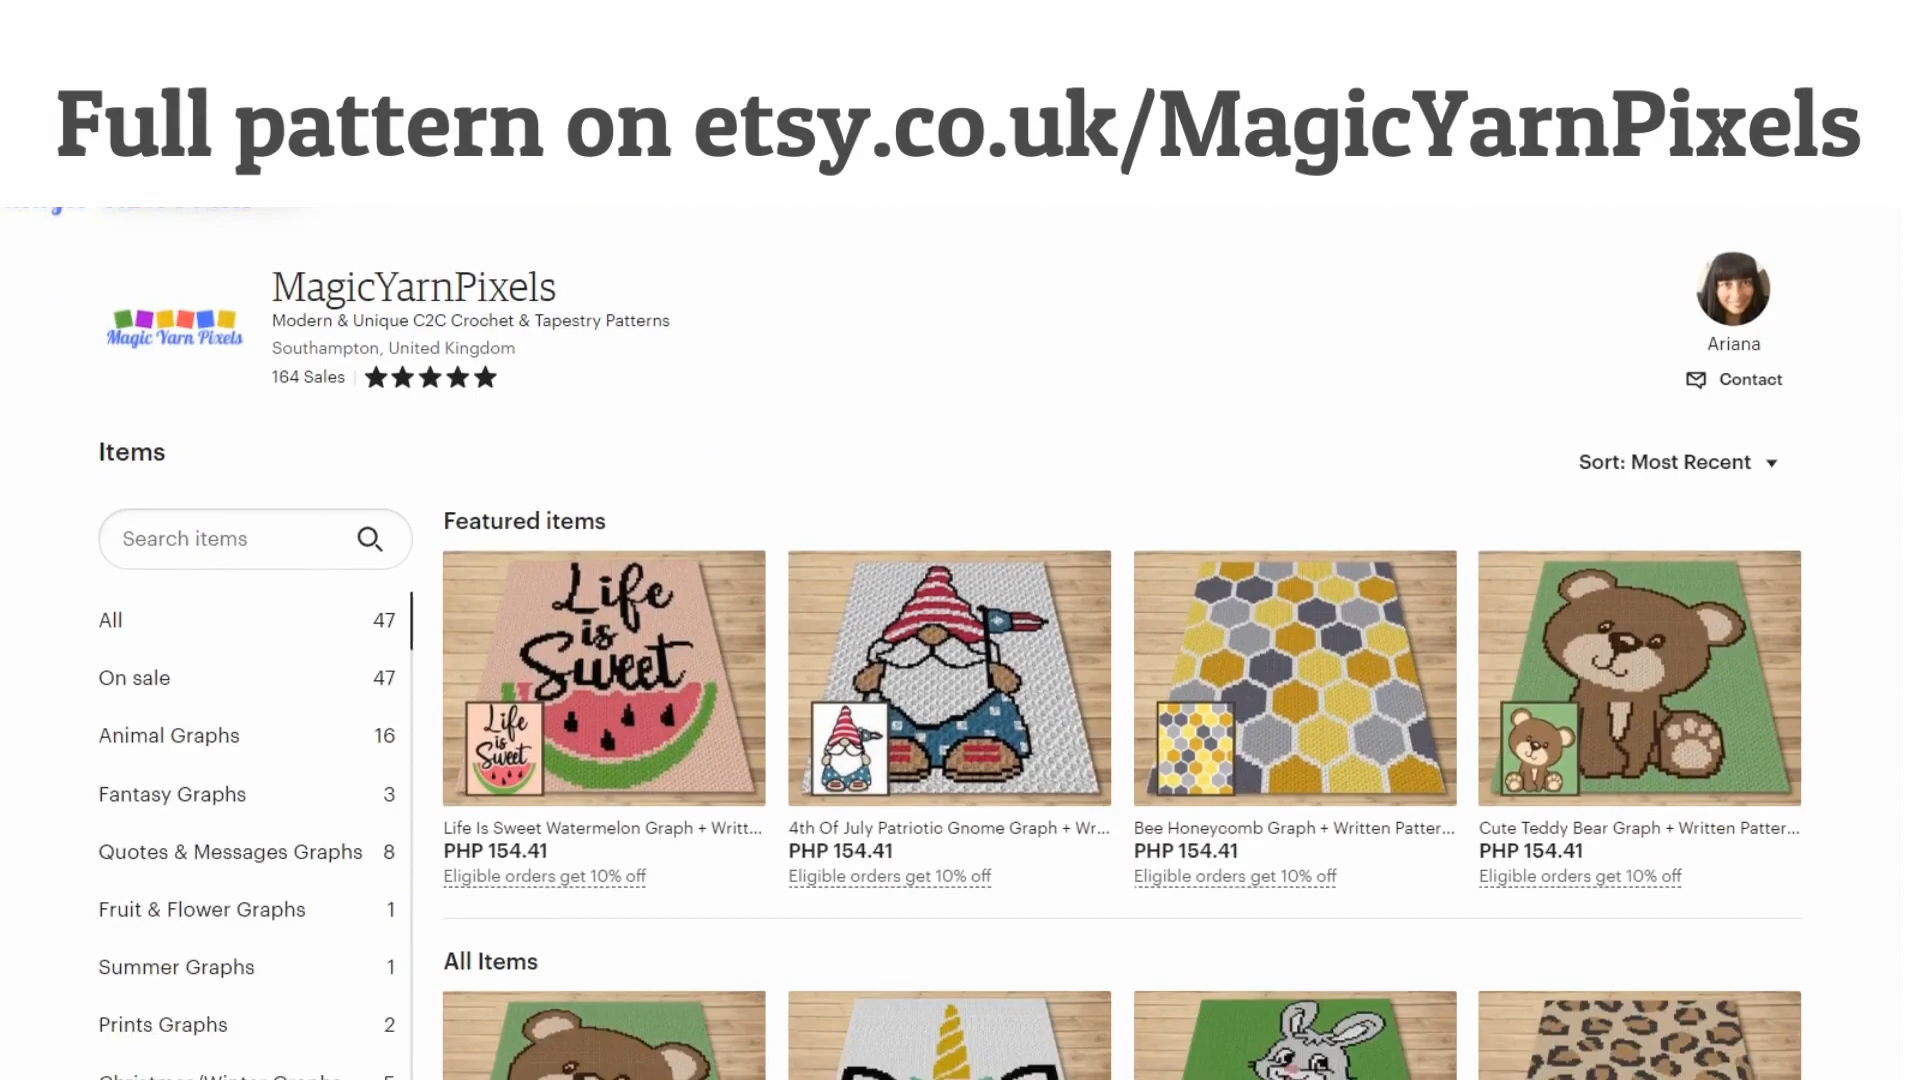 Full pattern on etsy.co.uk/MagicYarnPixels
MagicYarnPixels
Modern & Unique C2C Crochet & Tapestry Patterns
Southampton, United Kingdom
164 Sales
Magic Yarn Pixels
Ariana
Contact
Items
Sort: Most Recent
Search items
All 47
On sale 47
Animal Graphs 16
Fantasy Graphs 3
Quotes & Messages Graphs 8
Fruit & Flower Graphs 1
Summer Graphs 1
Prints Graphs 2
Featured items
Life
is
Sweet
Life
is
Sweet
Life Is Sweet Watermelon Graph + Writt...
PHP 154.41
Eligible orders get 10% off
4th Of July Patriotic Gnome Graph + Wr...
PHP 154.41
Eligible orders get 10% off
Bee Honeycomb Graph + Written Patter...
PHP 154.41
Eligible orders get 10% off
Cute Teddy Bear Graph + Written Patter...
PHP 154.41
Eligible orders get 10% off
All Items